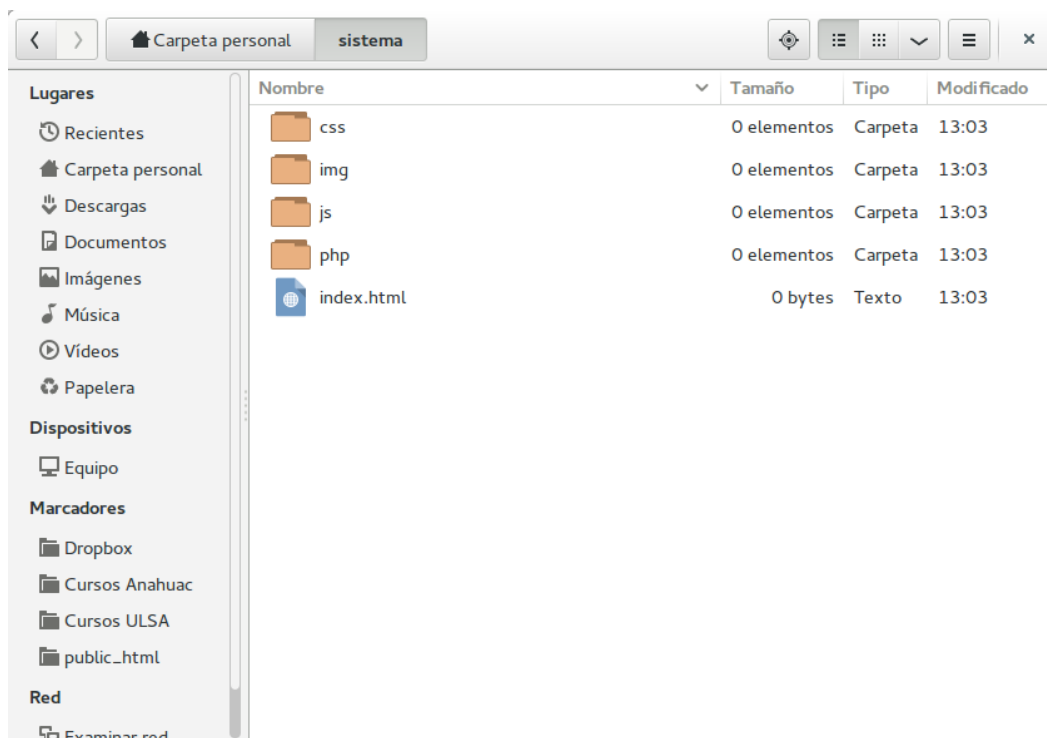 Carpeta personal sistema
Lugares
Recientes
Carpeta personal
Descargas
Documentos
Imágenes
Música
Vídeos
Papelera
Dispositivos
Equipo
Marcadores
Dropbox
Cursos Anahuac
Cursos ULSA
public_html
Red
Examinar red
Nombre Tamaño Tipo Modificado
css 0 elementos Carpeta 13:03
img 0 elementos Carpeta 13:03
js 0 elementos Carpeta 13:03
php 0 elementos Carpeta 13:03
index.html 0 bytes Texto 13:03